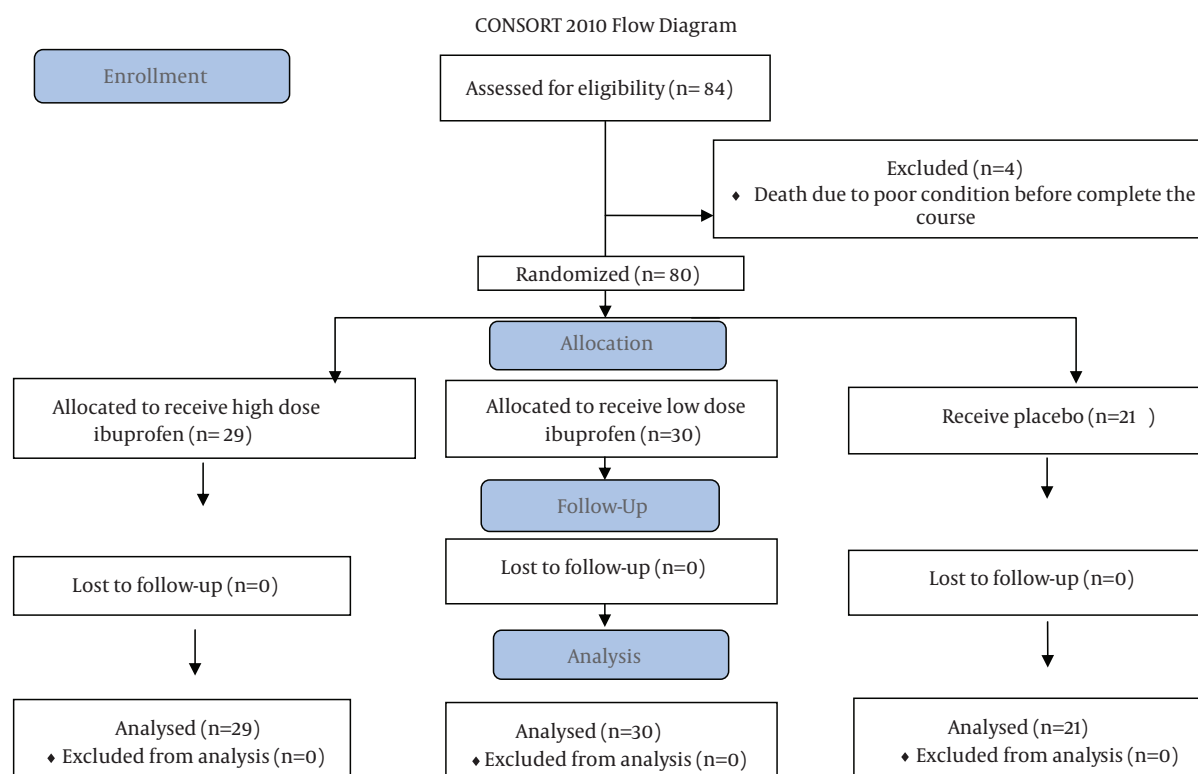 CONSORT 2010 Flow Diagram
Enrollment
Assessed for eligibility (n= 84)
Excluded (n=4)
♦ Death due to poor condition before complete the
course
Randomized (n= 80)
Allocation
Allocated to receive high dose
ibuprofen (n= 29)
Allocated to receive low dose
ibuprofen (n=30)
Receive placebo (n=21 )
Follow-Up
Lost to follow-up (n=0)
Lost to follow-up (n=0)
Lost to follow-up (n=0)
Analysis
Analysed (n=29)
♦ Excluded from analysis (n=0)
Analysed (n=30)
♦ Excluded from analysis (n=0)
Analysed (n=21)
♦ Excluded from analysis (n=0)